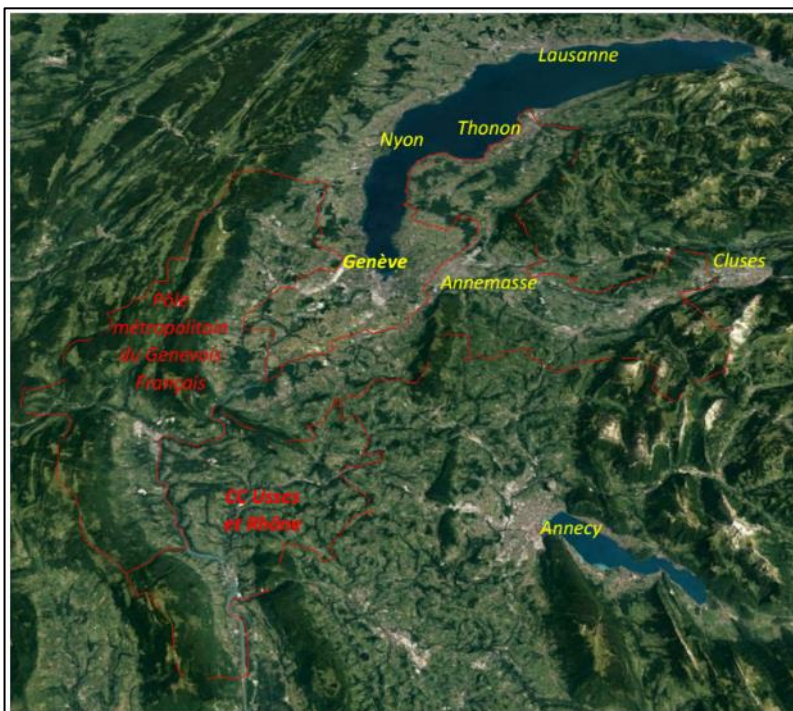 Lausanne
Nyon
Thonon
Genève
Annemasse
Cluses
Pôle
métropolitain
du Genevois
Français
CC Usses
et Rhône
Annecy